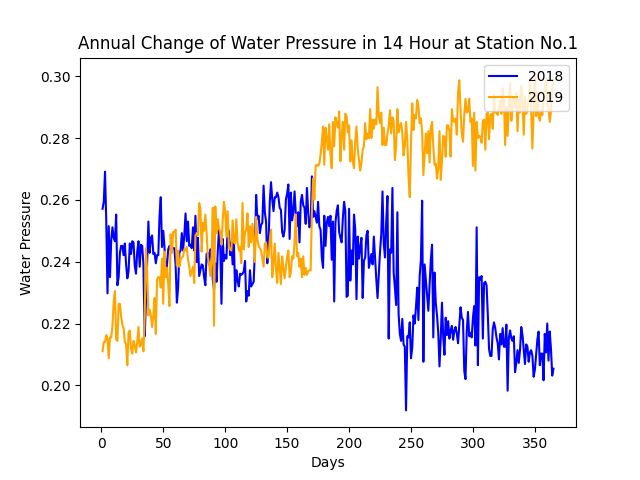 Annual Change of Water Pressure in 14 Hour at Station No.1
2018
2019
Water Pressure
0.30
0.28
0.26
0.24
0.22
0.20
0 50 100 150 200 250 300 350
Days